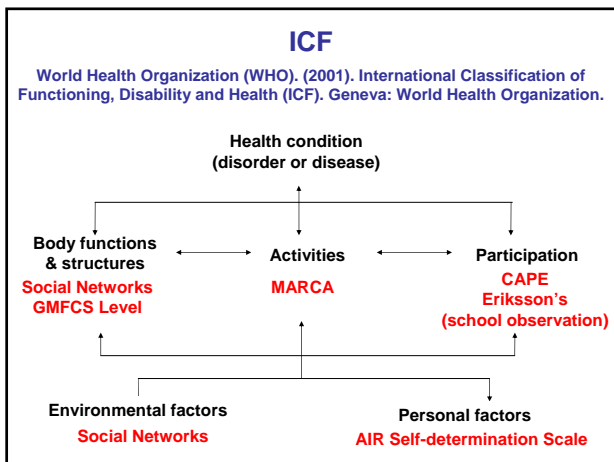 ICF
World Health Organization (WHO). (2001). International Classification of
Functioning, Disability and Health (ICF). Geneva: World Health Organization.
Health condition
(disorder or disease)
Body functions
& structures
Social Networks
GMFCS Level
Activities
MARCA
Participation
CAPE
Eriksson's
(school observation)
Environmental factors
Social Networks
Personal factors
AIR Self-determination Scale